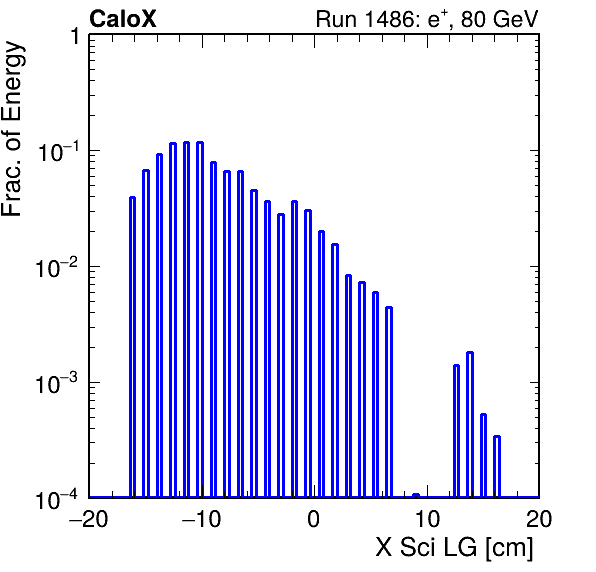 CaloX Run 1486: e⁺, 80 GeV
Frac. of Energy
1
10⁻¹
10⁻²
10⁻³
10⁻⁴
−20 −10 0 10 20
X Sci LG [cm]